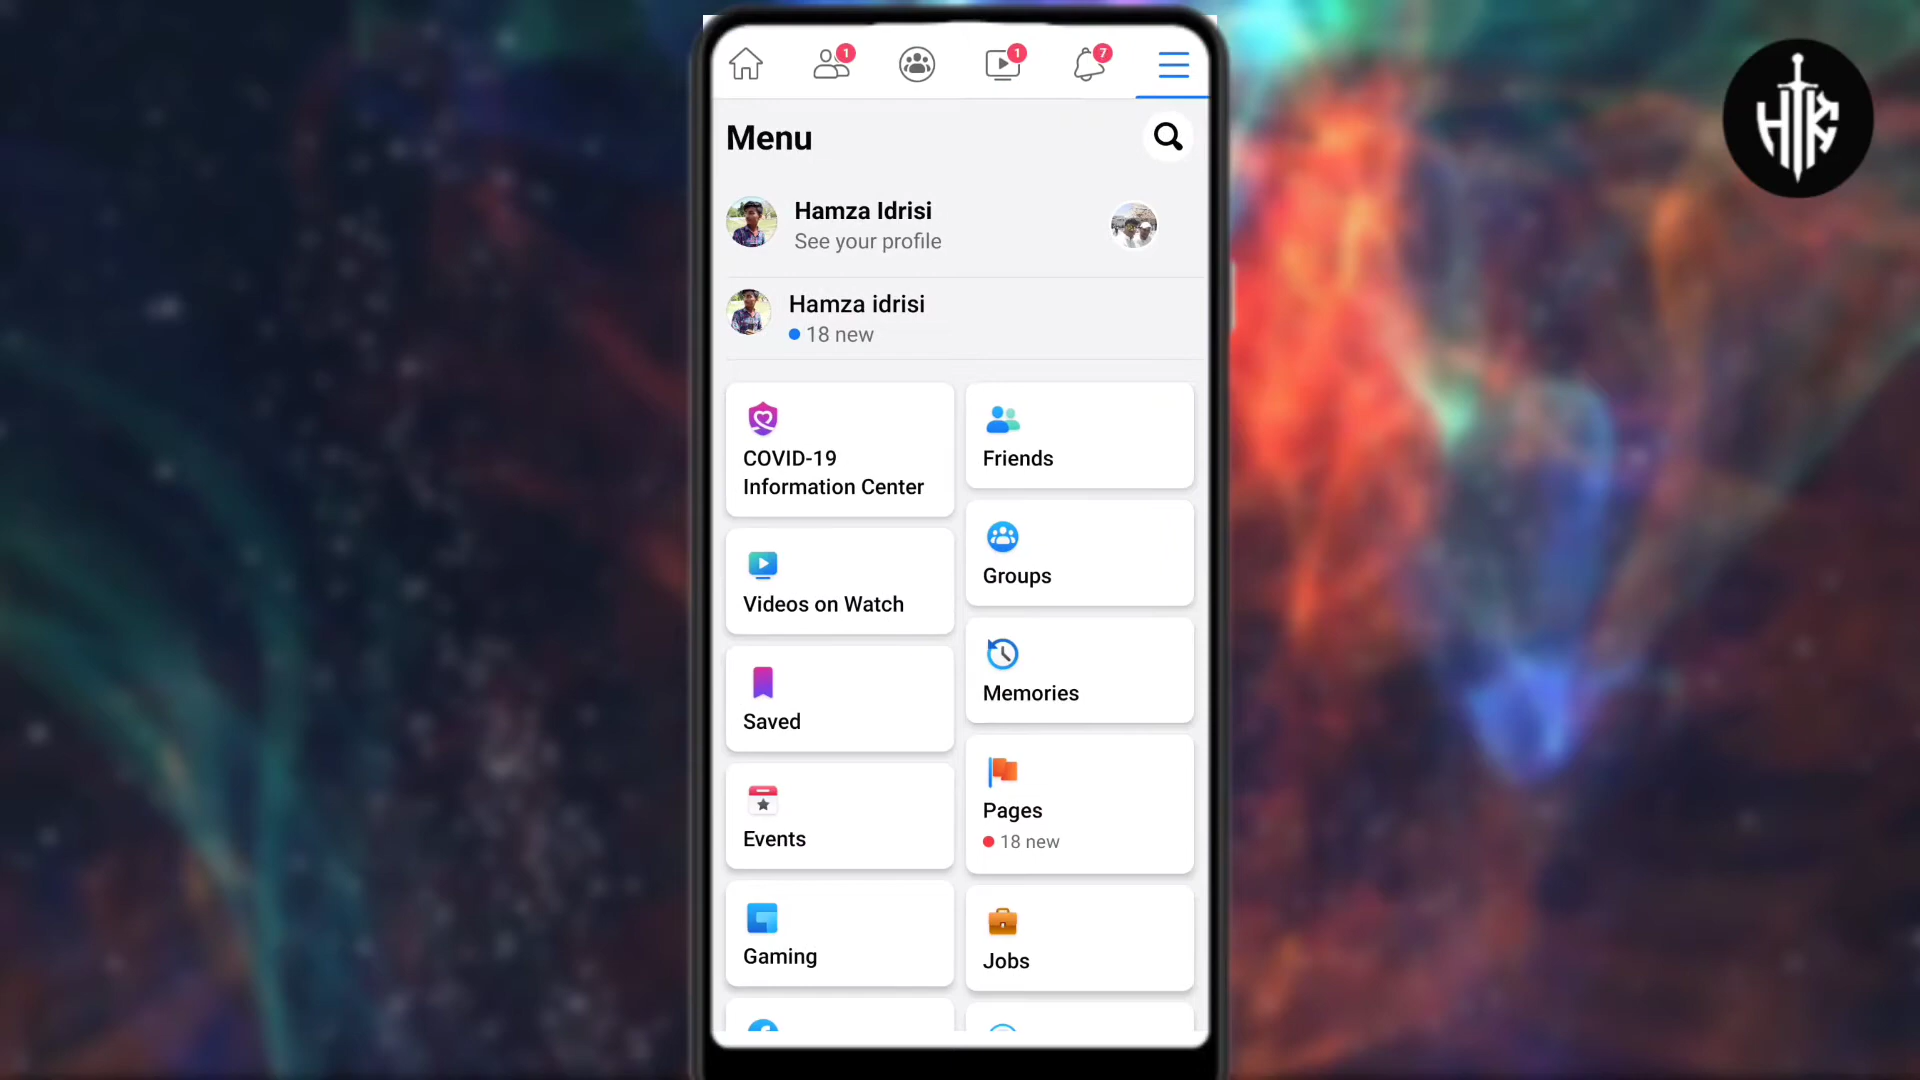 1
1
7
Menu
Hamza Idrisi
See your profile
Hamza idrisi
18 new
COVID-19
Information Center
Friends
Groups
Videos on Watch
Memories
Saved
Pages
18 new
Events
Gaming
Jobs
HTK